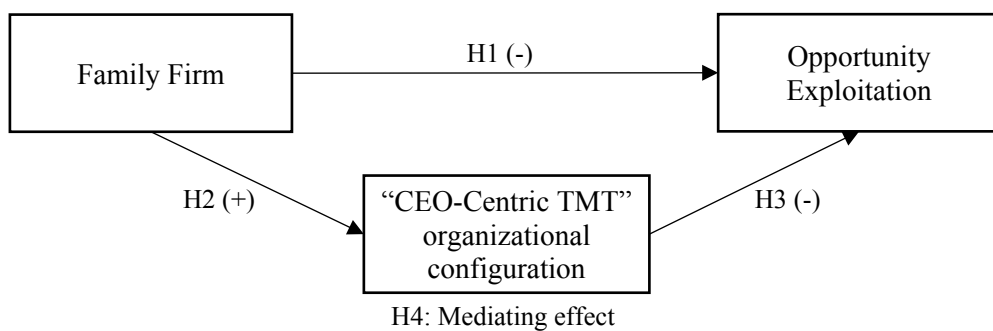 H1 (-)
Family Firm
Opportunity
Exploitation
H2 (+)
“CEO-Centric TMT”
organizational
configuration
H3 (-)
H4: Mediating effect